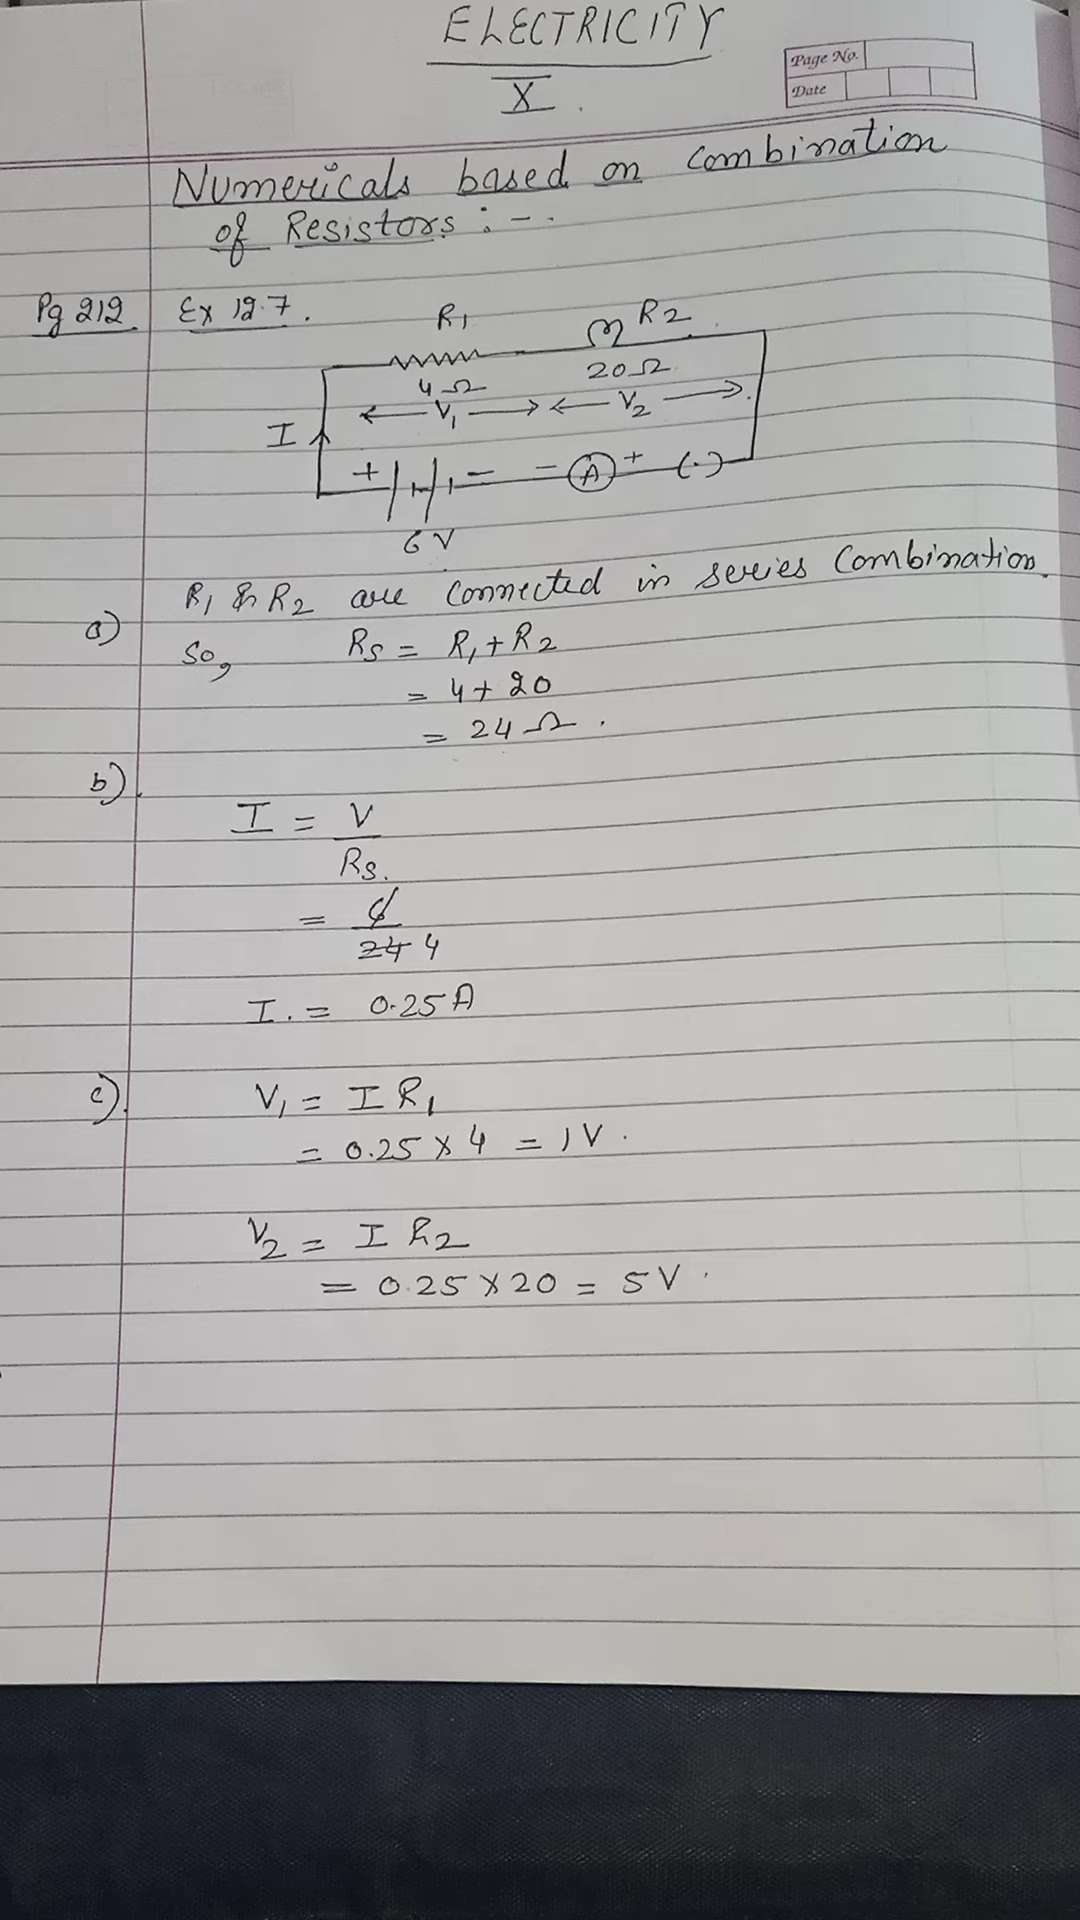 ELECTRICITY
X.
Page No.
Date
Numericals based on Combination
of Resistors :-.
Pg 212 Ex 12.7.
R1 R2
4Ω 20Ω
V1 V2
I
+ - - A + (.)
6V
R1 & R2 are connected in series Combination.
a) So, RS = R1 + R2
= 4 + 20
= 24 Ω.
b).
I = V
RS.
= 6
24 4
I. = 0.25 A
c). V1 = I R1
= 0.25 × 4 = 1V.
V2 = I R2
= 0.25 × 20 = 5V.